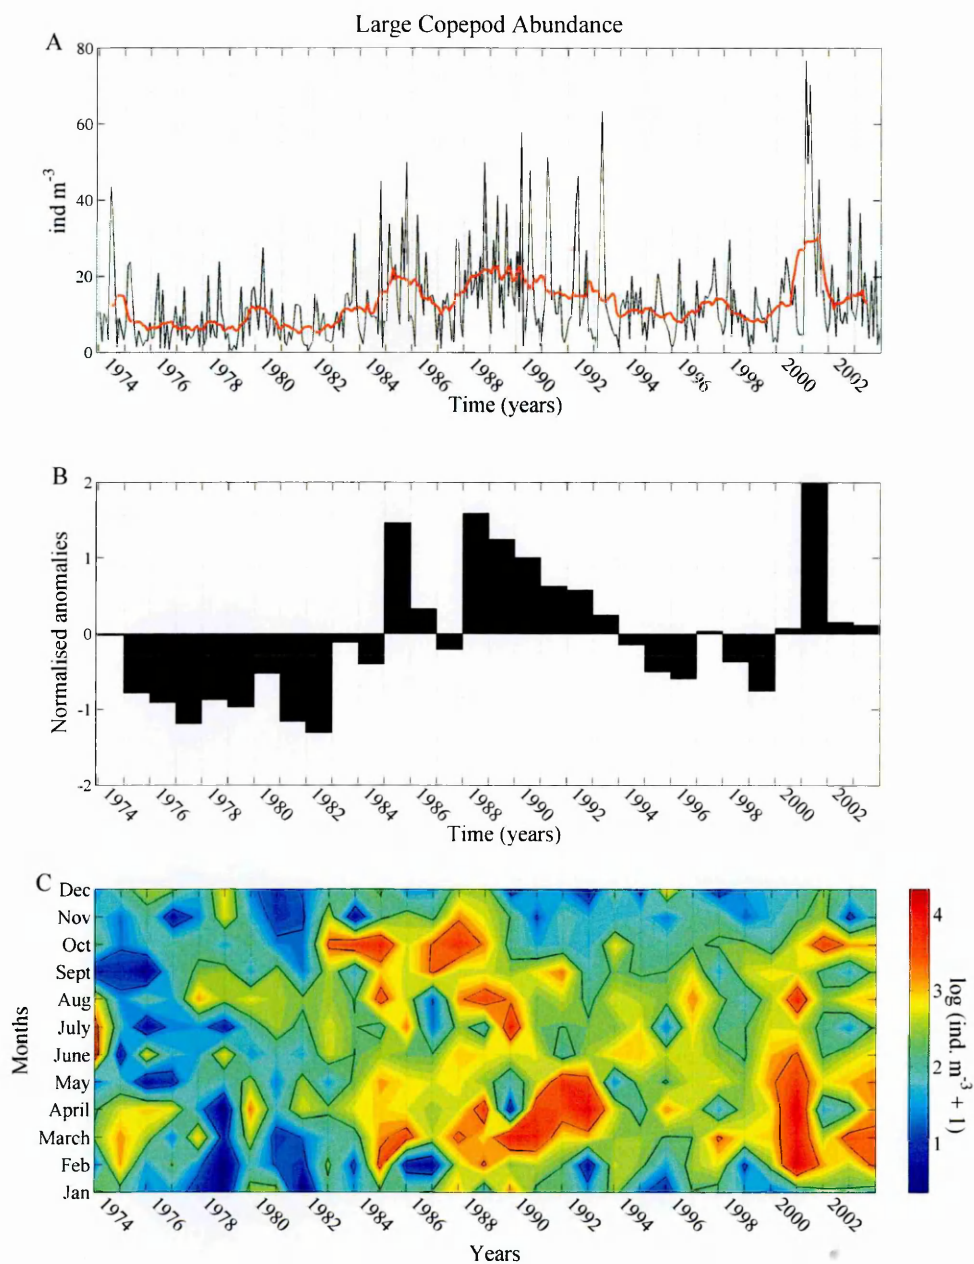 Large Copepod Abundance
A
80
60
40
20
0
ind m-3
1974 1976 1978 1980 1982 1984 1986 1988 1990 1992 1994 1996 1998 2000 2002
Time (years)
B
2
1
0
-1
-2
Normalised anomalies
1974 1976 1978 1980 1982 1984 1986 1988 1990 1992 1994 1996 1998 2000 2002
Time (years)
C
Dec
Nov
Oct
Sept
Aug
July
June
May
April
March
Feb
Jan
Months
1974 1976 1978 1980 1982 1984 1986 1988 1990 1992 1994 1996 1998 2000 2002
Years
4
3
2
1
log (ind. m-3 + 1)